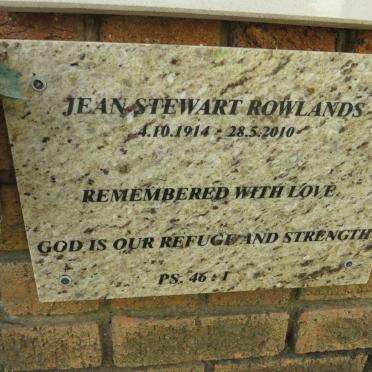 JEAN STEWART ROWLANDS
4.10.1914 - 28.5.2010
REMEMBERED WITH LOVE
GOD IS OUR REFUGE AND STRENGTH
PS. 46 : 1